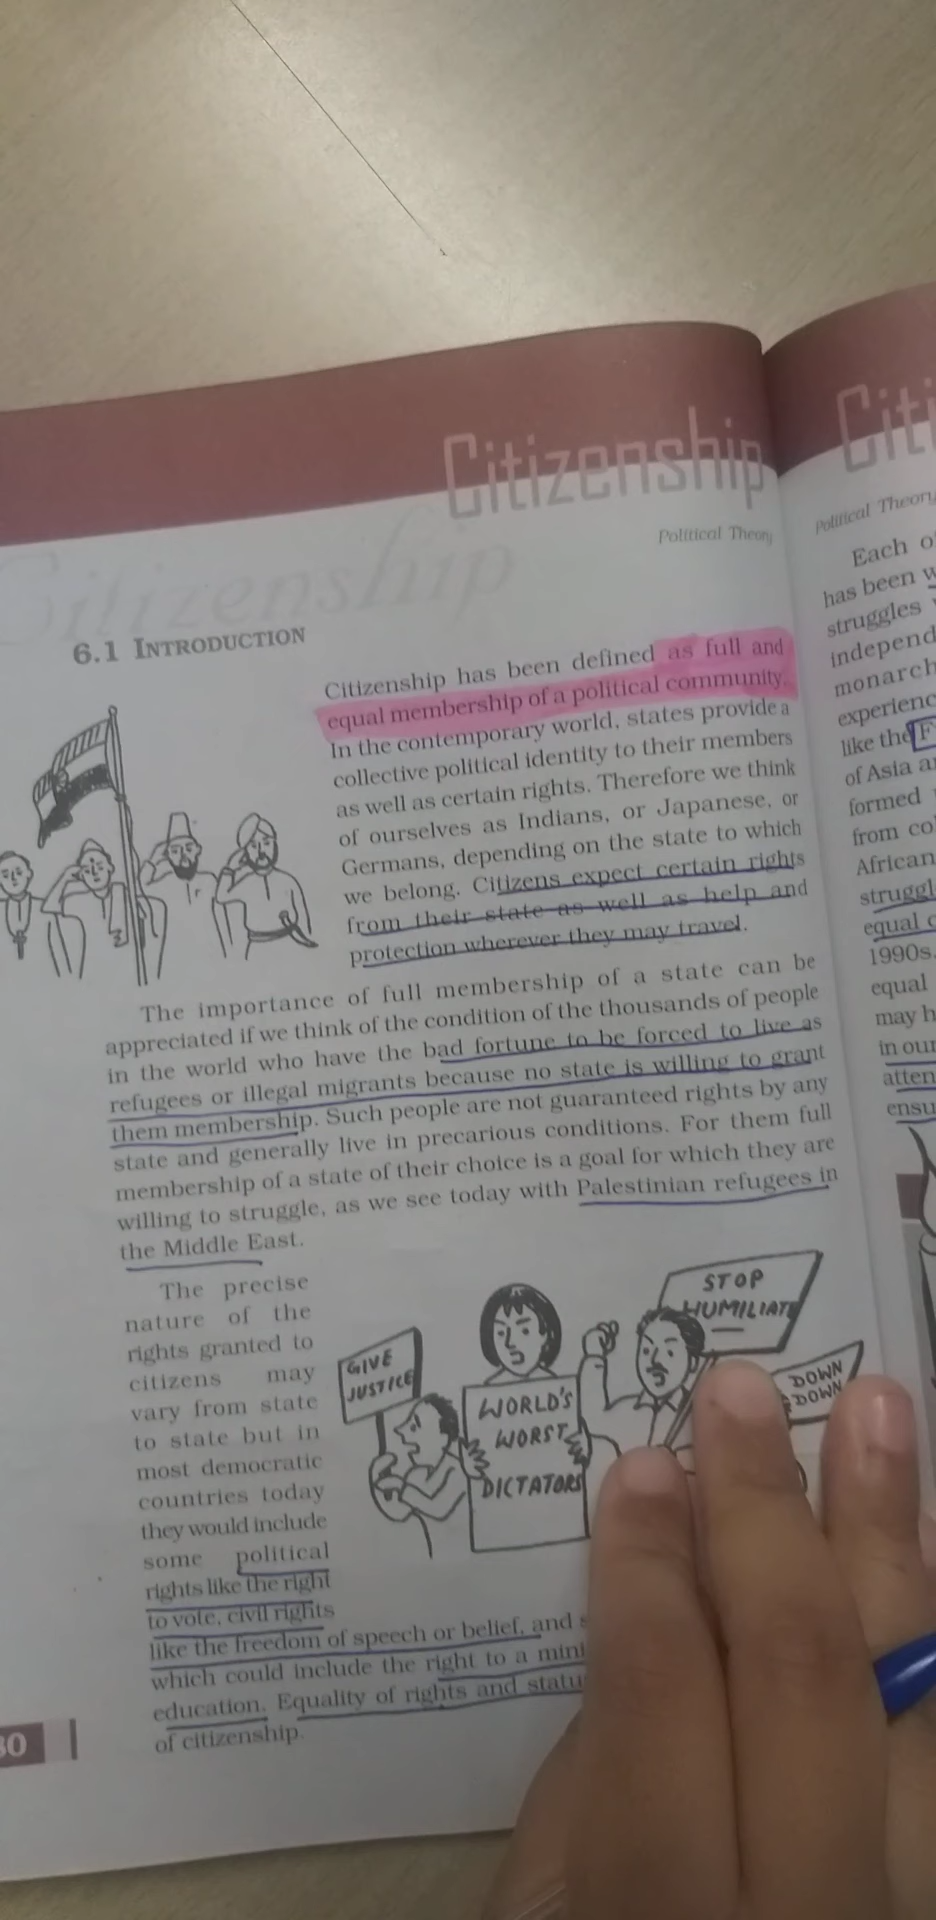 Citizenship
Political Theory
Citizenship
6.1 INTRODUCTION
Citizenship has been defined as full and
equal membership of a political community.
In the contemporary world, states provide a
collective political identity to their members
as well as certain rights. Therefore we think
of ourselves as Indians, or Japanese, or
Germans, depending on the state to which
we belong. Citizens expect certain rights
from their state as well as help and
protection wherever they may travel.
The importance of full membership of a state can be
appreciated if we think of the condition of the thousands of people
in the world who have the bad fortune to be forced to live as
refugees or illegal migrants because no state is willing to grant
them membership. Such people are not guaranteed rights by any
state and generally live in precarious conditions. For them full
membership of a state of their choice is a goal for which they are
willing to struggle, as we see today with Palestinian refugees in
the Middle East.
The precise
nature of the
rights granted to
citizens may
vary from state
to state but in
most democratic
countries today
they would include
some political
rights like the right
to vote, civil rights
like the freedom of speech or belief, and
which could include the right to a
education. Equality of rights and
of citizenship.
GIVE
JUSTICE
WORLD'S
WORST
DICTATORS
STOP
DOWN
DOWN
Political Theory
Each
has been
struggles
like the
of Asia
formed
from
African
1990s.
equal
may
in